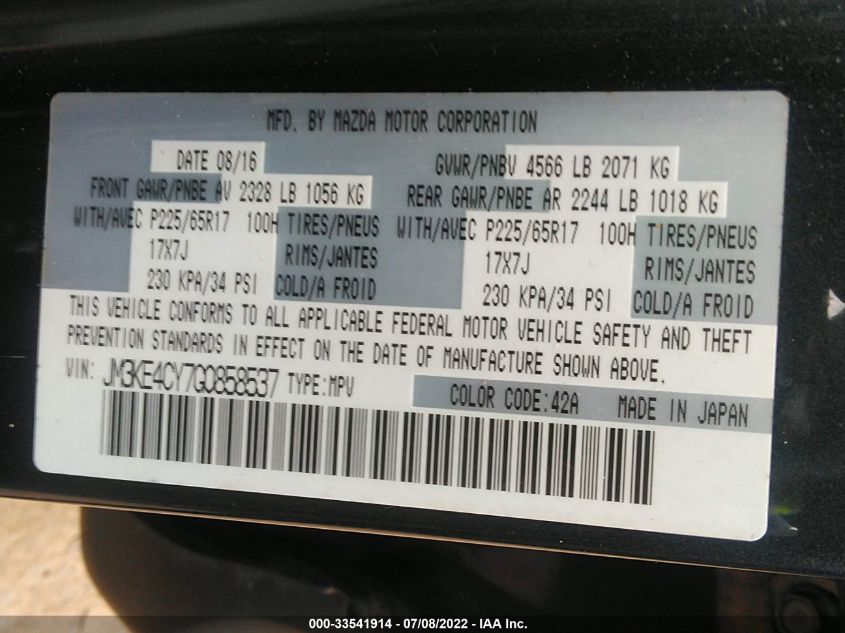 MFD. BY MAZDA MOTOR CORPORATION
DATE 08/16 GVWR/PNBV 4566 LB 2071 KG
FRONT GAWR/PNBE AV 2328 LB 1056 KG REAR GAWR/PNBE AR 2244 LB 1018 KG
WITH/AVEC P225/65R17 100H TIRES/PNEUS WITH/AVEC P225/65R17 100H TIRES/PNEUS
17X7J RIMS/JANTES 17X7J RIMS/JANTES
230 KPA/34 PSI COLD/A FROID 230 KPA/34 PSI COLD/A FROID
THIS VEHICLE CONFORMS TO ALL APPLICABLE FEDERAL MOTOR VEHICLE SAFETY AND THEFT
PREVENTION STANDARDS IN EFFECT ON THE DATE OF MANUFACTURE SHOWN ABOVE.
VIN: JM3KE4CY7G0858537 TYPE:MPV COLOR CODE:42A MADE IN JAPAN
000-33541914 - 07/08/2022 - IAA Inc.